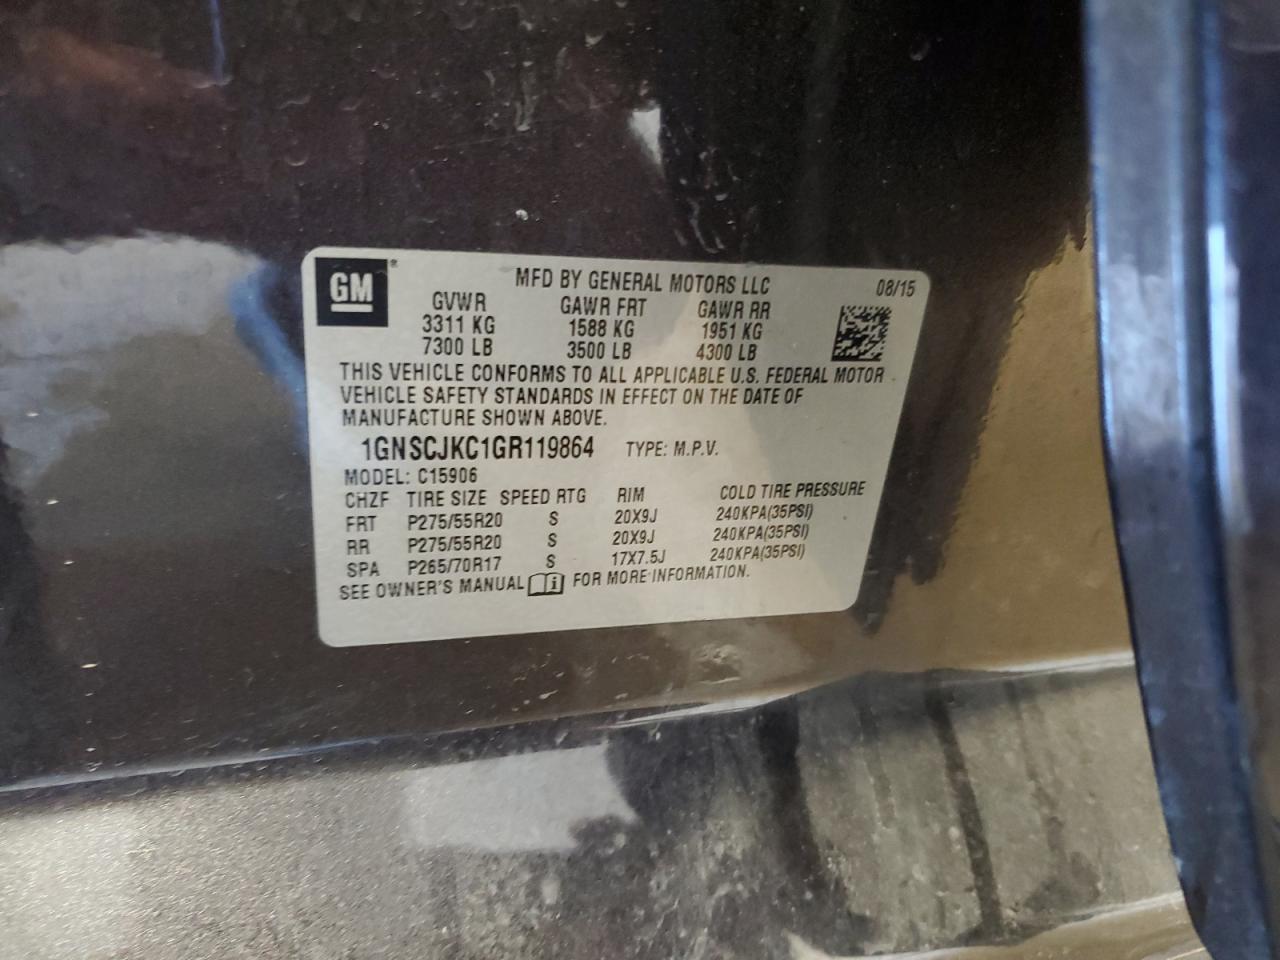 GM®
MFD BY GENERAL MOTORS LLC 08/15
GVWR GAWR FRT GAWR RR
3311 KG 1588 KG 1951 KG
7300 LB 3500 LB 4300 LB
THIS VEHICLE CONFORMS TO ALL APPLICABLE U.S. FEDERAL MOTOR
VEHICLE SAFETY STANDARDS IN EFFECT ON THE DATE OF
MANUFACTURE SHOWN ABOVE.
1GNSCJKC1GR119864 TYPE: M.P.V.
MODEL: C15906
CHZF TIRE SIZE SPEED RTG RIM COLD TIRE PRESSURE
FRT P275/55R20 S 20X9J 240KPA(35PSI)
RR P275/55R20 S 20X9J 240KPA(35PSI)
SPA P265/70R17 S 17X7.5J 240KPA(35PSI)
SEE OWNER'S MANUAL i FOR MORE INFORMATION.